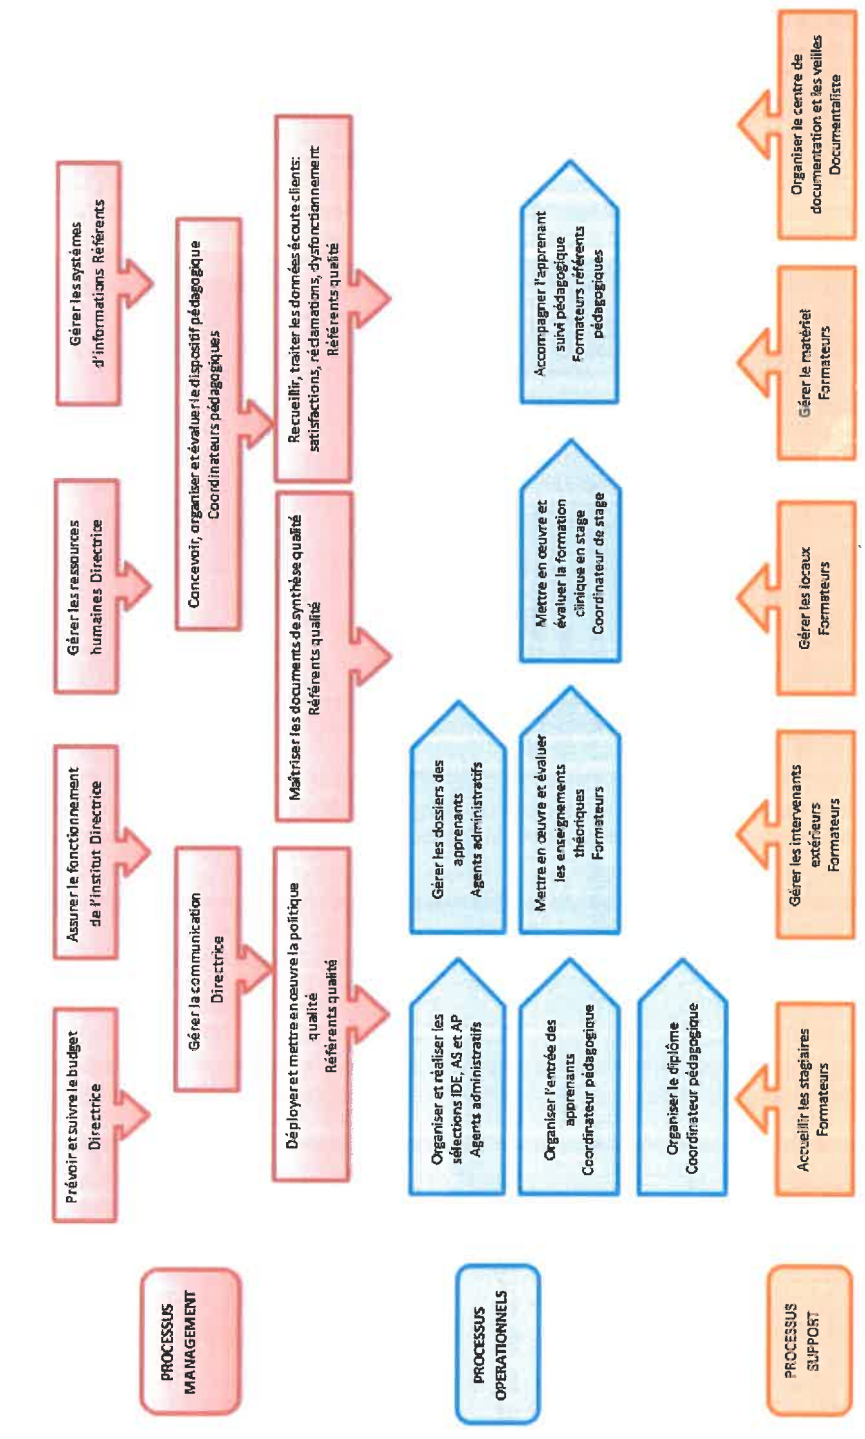 PROCESSUS
MANAGEMENT
Prévoir et suivre le budget
Directrice
Assurer le fonctionnement
de l'institut Directrice
Gérer les ressources
humaines Directrice
Gérer les systèmes
d'informations Référents
Gérer la communication
Directrice
Concevoir, organiser et évaluer le dispositif pédagogique
Coordinateurs pédagogiques
Déployer et mettre en œuvre la politique
qualité
Référents qualité
Maîtriser les documents de synthèse qualité
Référents qualité
Recueillir, traiter les données écoute clients:
satisfactions, réclamations, dysfonctionnement
Référents qualité
PROCESSUS
OPERATIONNELS
Organiser et réaliser les
sélections IDE, AS et AP
Agents administratifs
Gérer les dossiers des
apprenants
Agents administratifs
Organiser l'entrée des
apprenants
Coordinateur pédagogique
Mettre en œuvre et évaluer
les enseignements
théoriques
Formateurs
Mettre en œuvre et
évaluer la formation
clinique en stage
Coordinateur de stage
Accompagner l'apprenant
suivi pédagogique
Formateurs référents
pédagogiques
Organiser le diplôme
Coordinateur pédagogique
PROCESSUS
SUPPORT
Accueillir les stagiaires
Formateurs
Gérer les intervenants
extérieurs
Formateurs
Gérer les locaux
Formateurs
Gérer le matériel
Formateurs
Organiser le centre de
documentation et les veilles
Documentaliste